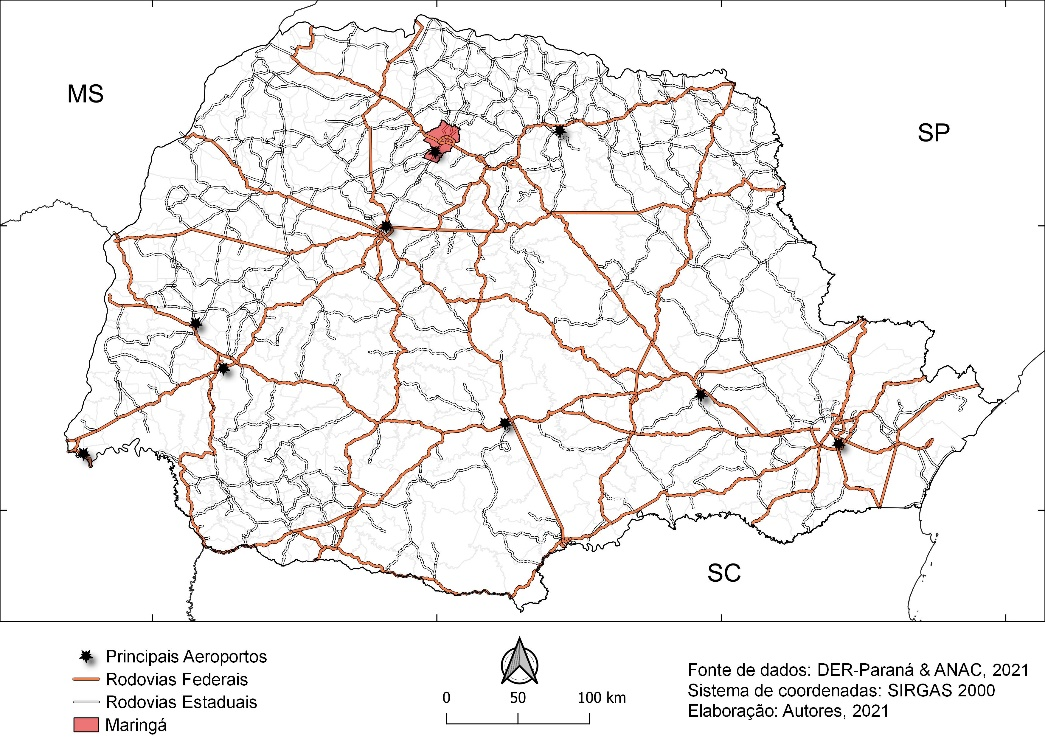 MS
SP
SC
Principais Aeroportos
Rodovias Federais
Rodovias Estaduais
Maringá
0 50 100 km
Fonte de dados: DER-Paraná & ANAC, 2021
Sistema de coordenadas: SIRGAS 2000
Elaboração: Autores, 2021